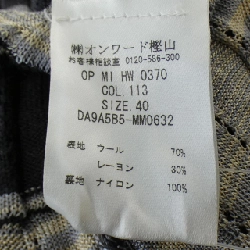 ㈱オンワード樫山
お客様相談室 0120-586-300
OP M1 HW 0370
COL. 113
SIZE. 40
DA9A5B5-MM0632
表地 ウール 70%
レーヨン 30%
裏地 ナイロン 100%